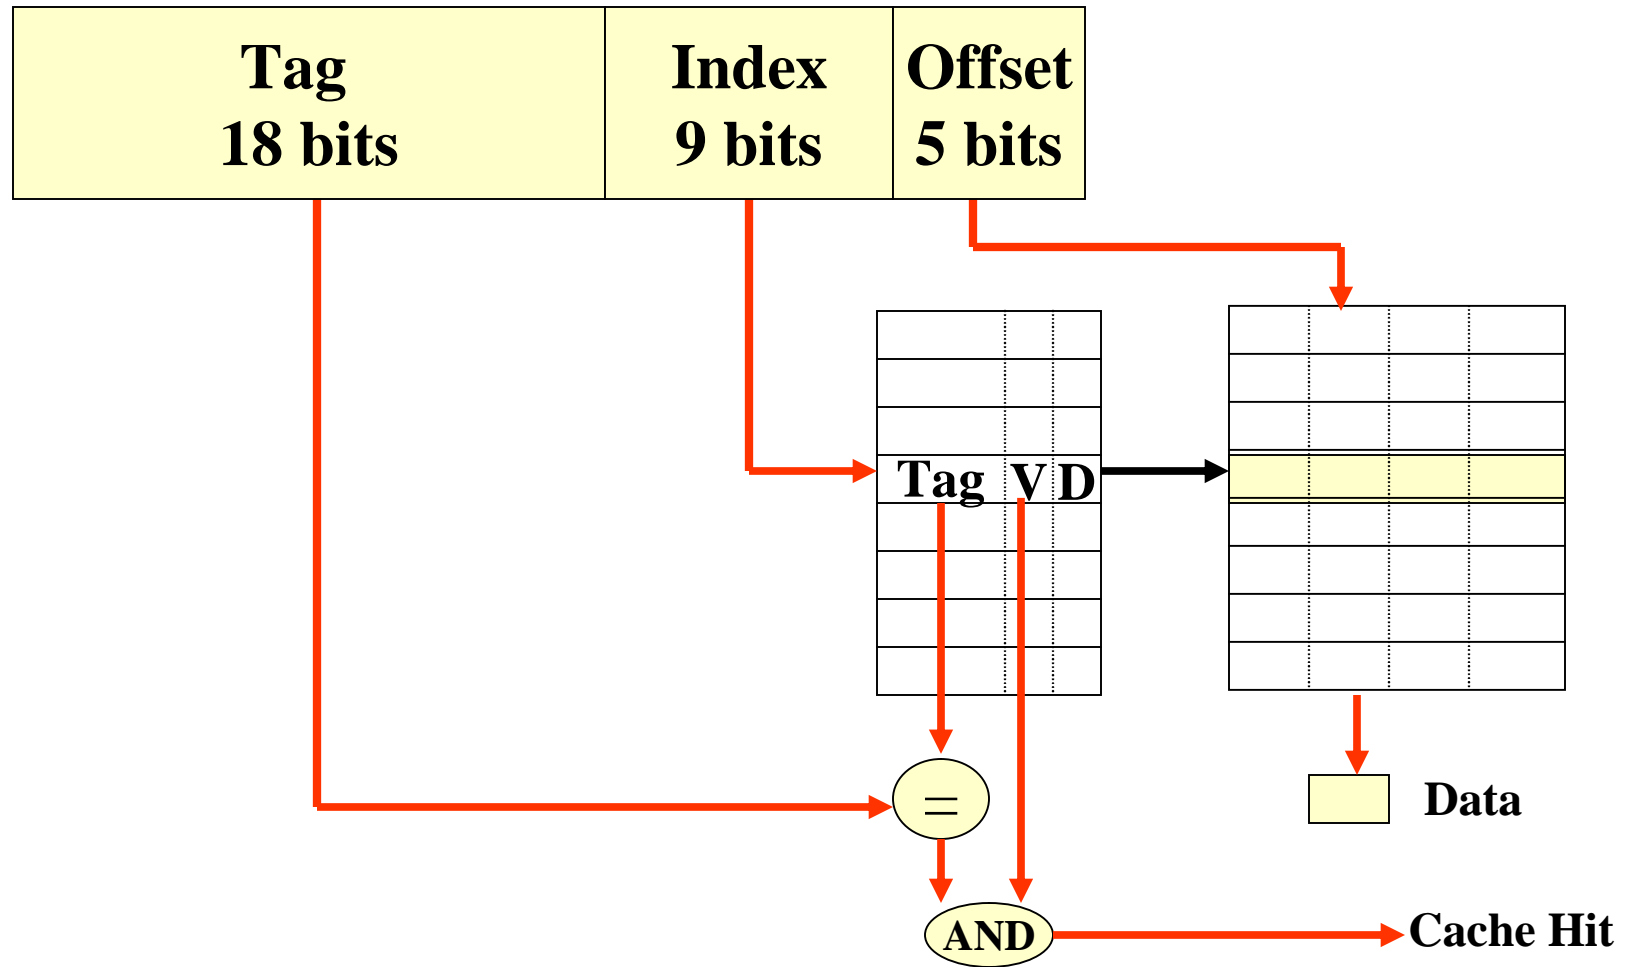 Tag
18 bits
Index
9 bits
Offset
5 bits
Tag V D
=
Data
AND
Cache Hit